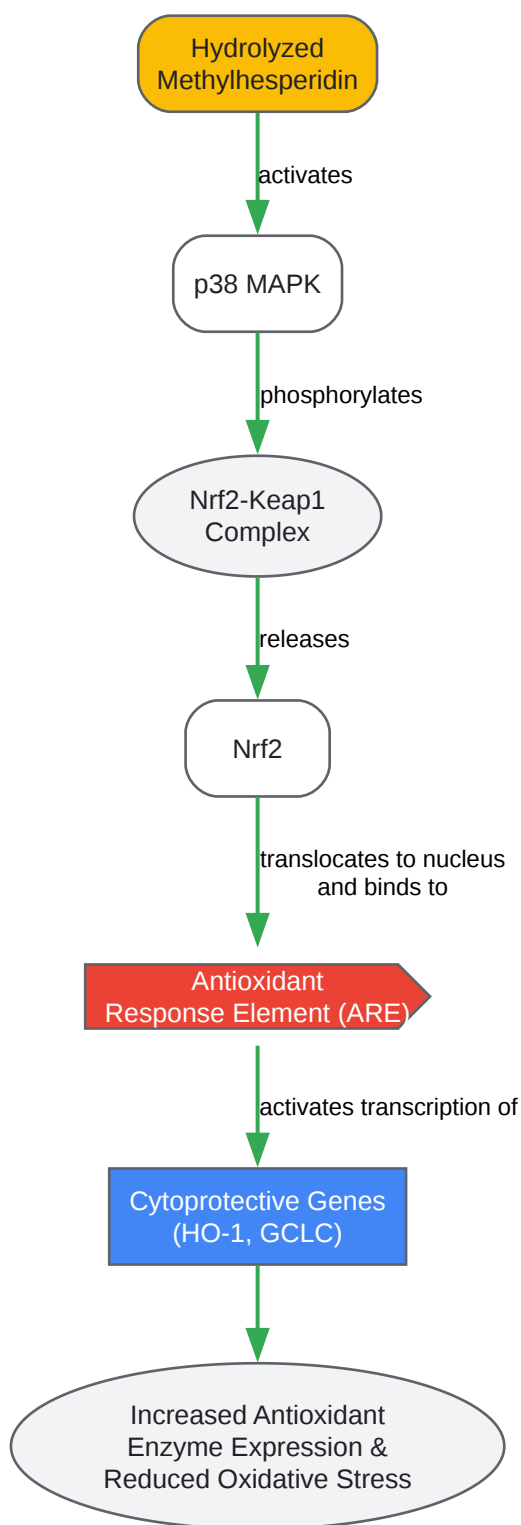 Hydrolyzed
Methylhesperidin
activates
p38 MAPK
phosphorylates
Nrf2-Keap1
Complex
releases
Nrf2
translocates to nucleus
and binds to
Antioxidant
Response Element (ARE)
activates transcription of
Cytoprotective Genes
(HO-1, GCLC)
Increased Antioxidant
Enzyme Expression &
Reduced Oxidative Stress